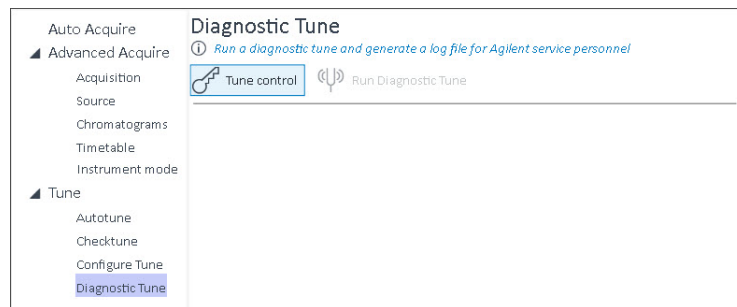 Auto Acquire
Advanced Acquire
Acquisition
Source
Chromatograms
Timetable
Instrument mode
Tune
Autotune
Checktune
Configure Tune
Diagnostic Tune
Diagnostic Tune
Run a diagnostic tune and generate a log file for Agilent service personnel
Tune control
Run Diagnostic Tune